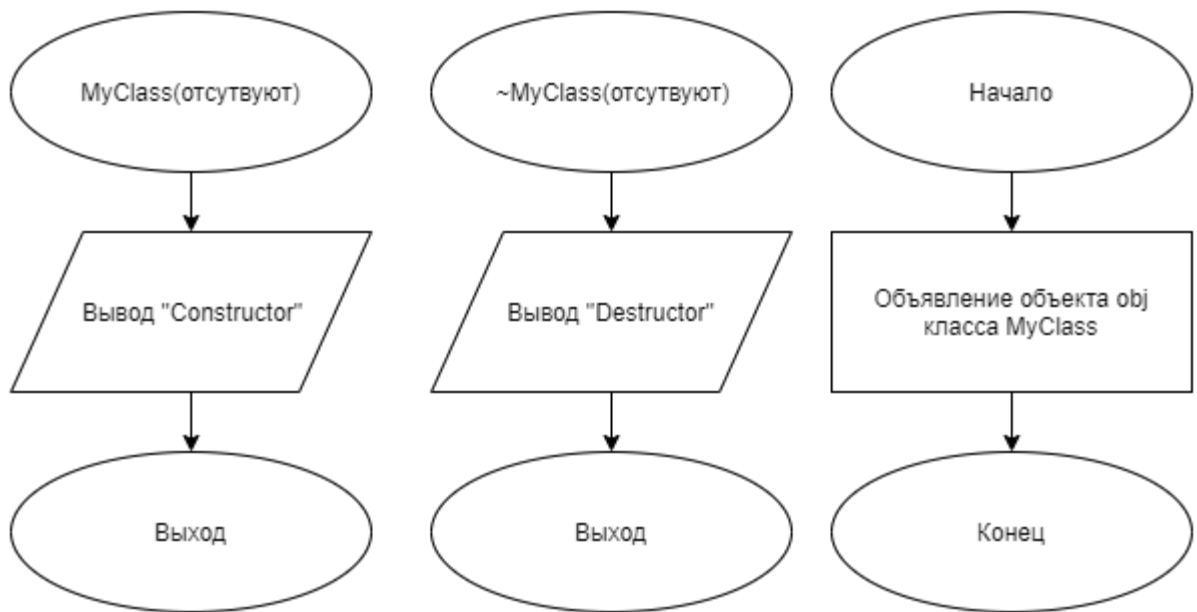 MyClass(отсутвуют)
Вывод "Constructor"
Выход
~MyClass(отсутвуют)
Вывод "Destructor"
Выход
Начало
Объявление объекта obj
класса MyClass
Конец